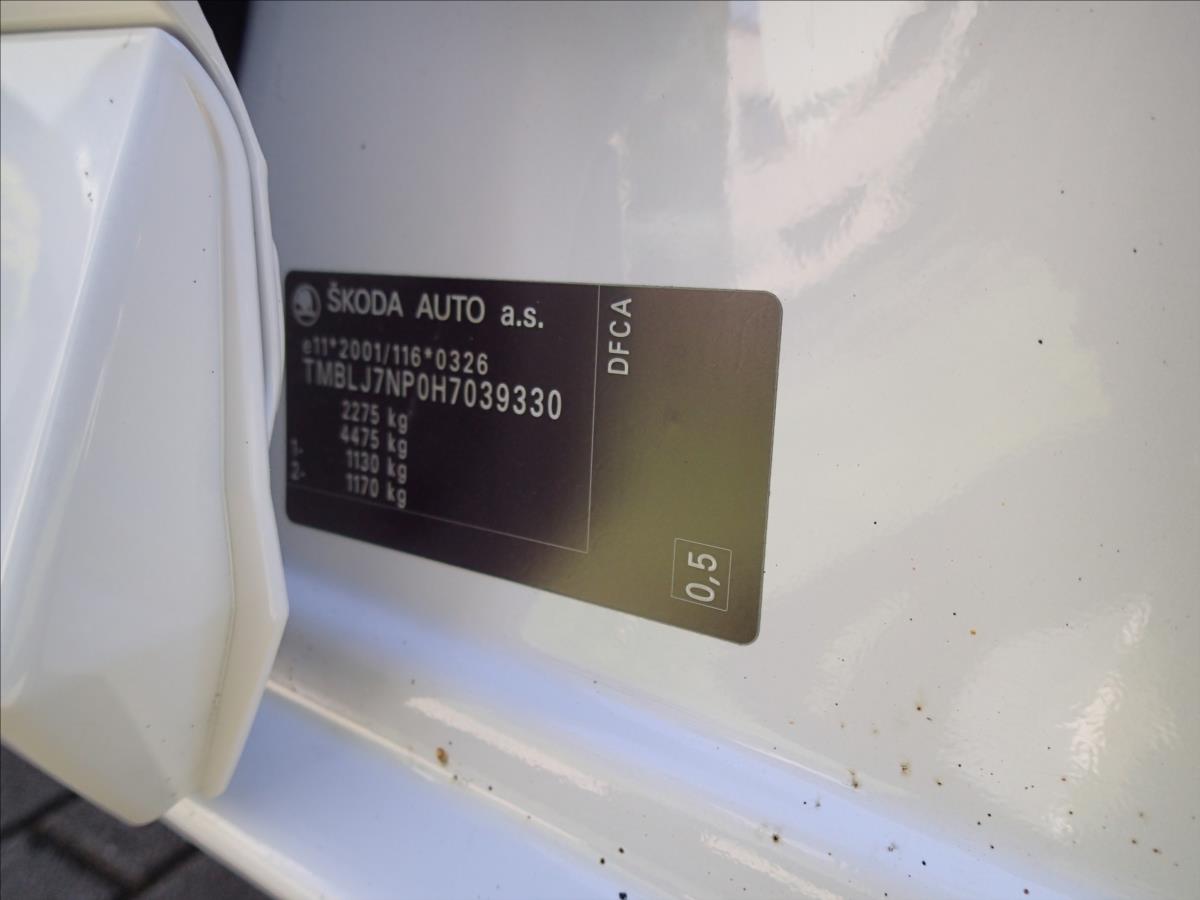 ŠKODA AUTO a.s.
e11*2001/116*0326
TMBLJ7NP0H7039330
2275 kg
4475 kg
1- 1130 kg
2- 1170 kg
DFCA
0,5